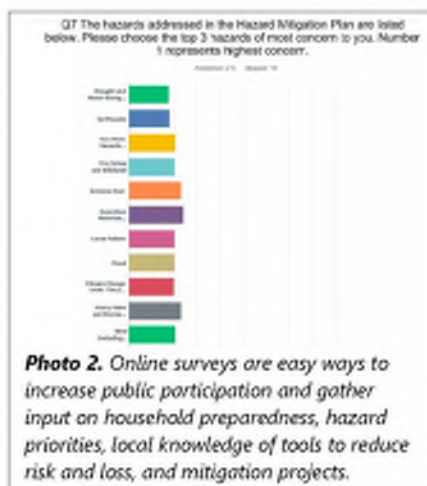 Q7 The hazards addressed in the Hazard Mitigation Plan are listed
below. Please choose the top 3 hazards of most concern to you. Number
1 represents highest concern.
Earthquake
Flood
Photo 2. Online surveys are easy ways to
increase public participation and gather
input on household preparedness, hazard
priorities, local knowledge of tools to reduce
risk and loss, and mitigation projects.